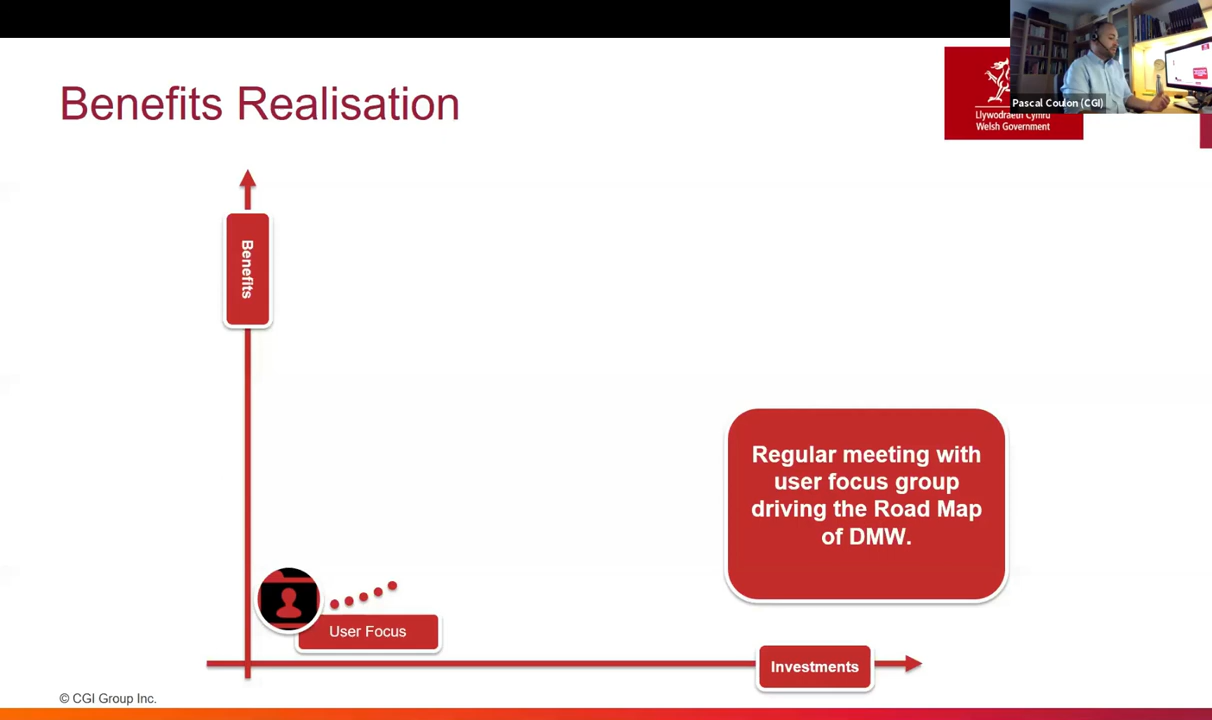 Benefits Realisation
Pascal Coulon (CGI)
Llywodraeth Cymru
Welsh Government
Benefits
Regular meeting with
user focus group
driving the Road Map
of DMW.
User Focus
Investments
© CGI Group Inc.